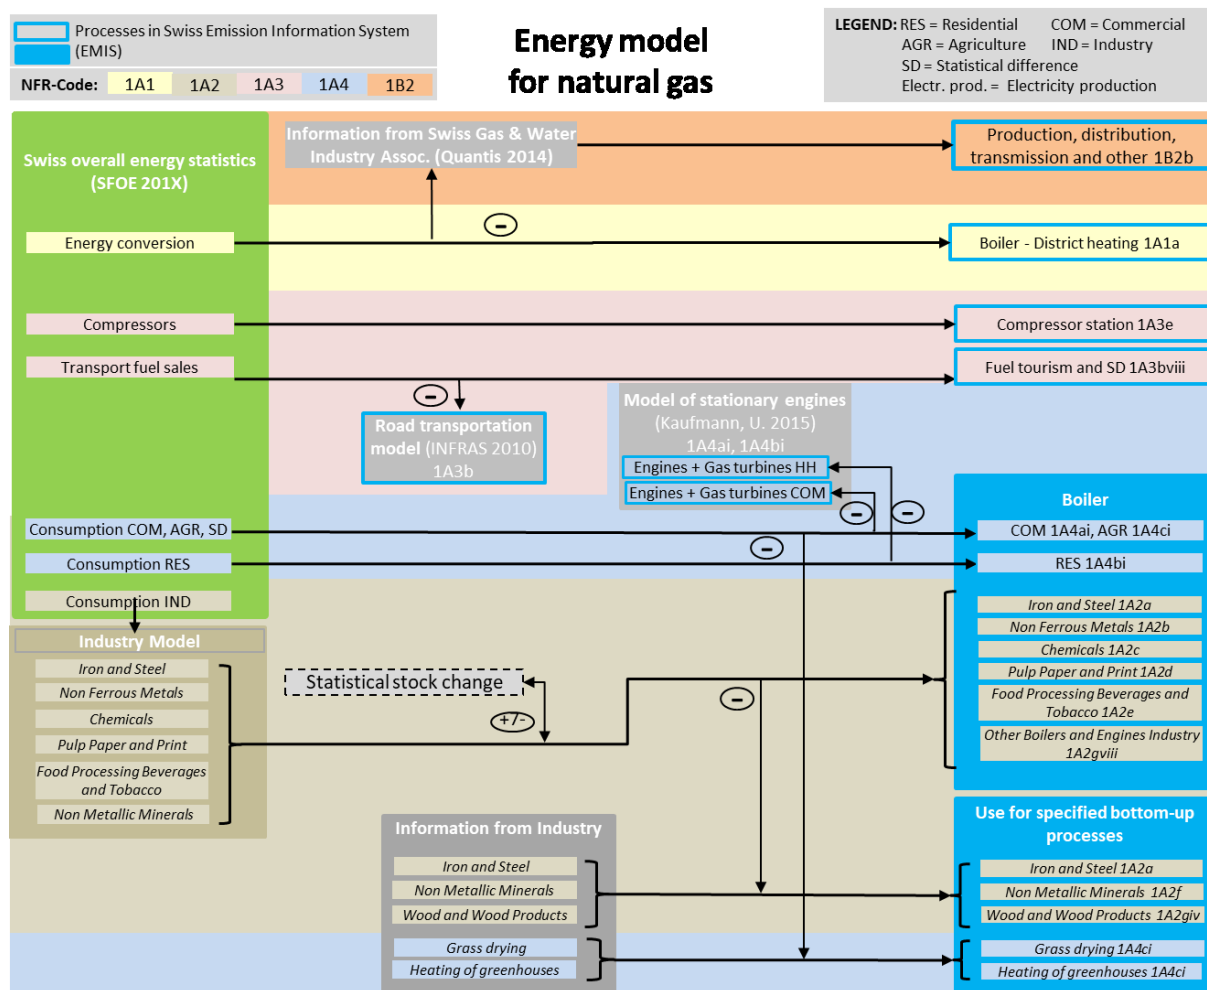 Processes in Swiss Emission Information System
(EMIS)
NFR-Code: 1A1 1A2 1A3 1A4 1B2
Energy model
for natural gas
LEGEND: RES = Residential COM = Commercial
AGR = Agriculture IND = Industry
SD = Statistical difference
Electr. prod. = Electricity production
Swiss overall energy statistics
(SFOE 201X)
Information from Swiss Gas & Water
Industry Assoc. (Quantis 2014)
Production, distribution,
transmission and other 1B2b
-
Energy conversion
Boiler - District heating 1A1a
Compressors
Compressor station 1A3e
Transport fuel sales
Fuel tourism and SD 1A3bviii
-
Road transportation
model (INFRAS 2010)
1A3b
Model of stationary engines
(Kaufmann, U. 2015)
1A4ai, 1A4bi
Engines + Gas turbines HH
Engines + Gas turbines COM
- -
-
Consumption COM, AGR, SD
Consumption RES
Consumption IND
Boiler
COM 1A4ai, AGR 1A4ci
RES 1A4bi
Iron and Steel 1A2a
Non Ferrous Metals 1A2b
Chemicals 1A2c
Pulp Paper and Print 1A2d
Food Processing Beverages and
Tobacco 1A2e
Other Boilers and Engines Industry
1A2gviii
Industry Model
Iron and Steel
Non Ferrous Metals
Chemicals
Pulp Paper and Print
Food Processing Beverages
and Tobacco
Non Metallic Minerals
Statistical stock change
+/-
-
Information from Industry
Iron and Steel
Non Metallic Minerals
Wood and Wood Products
Grass drying
Heating of greenhouses
Use for specified bottom-up
processes
Iron and Steel 1A2a
Non Metallic Minerals 1A2f
Wood and Wood Products 1A2giv
Grass drying 1A4ci
Heating of greenhouses 1A4ci